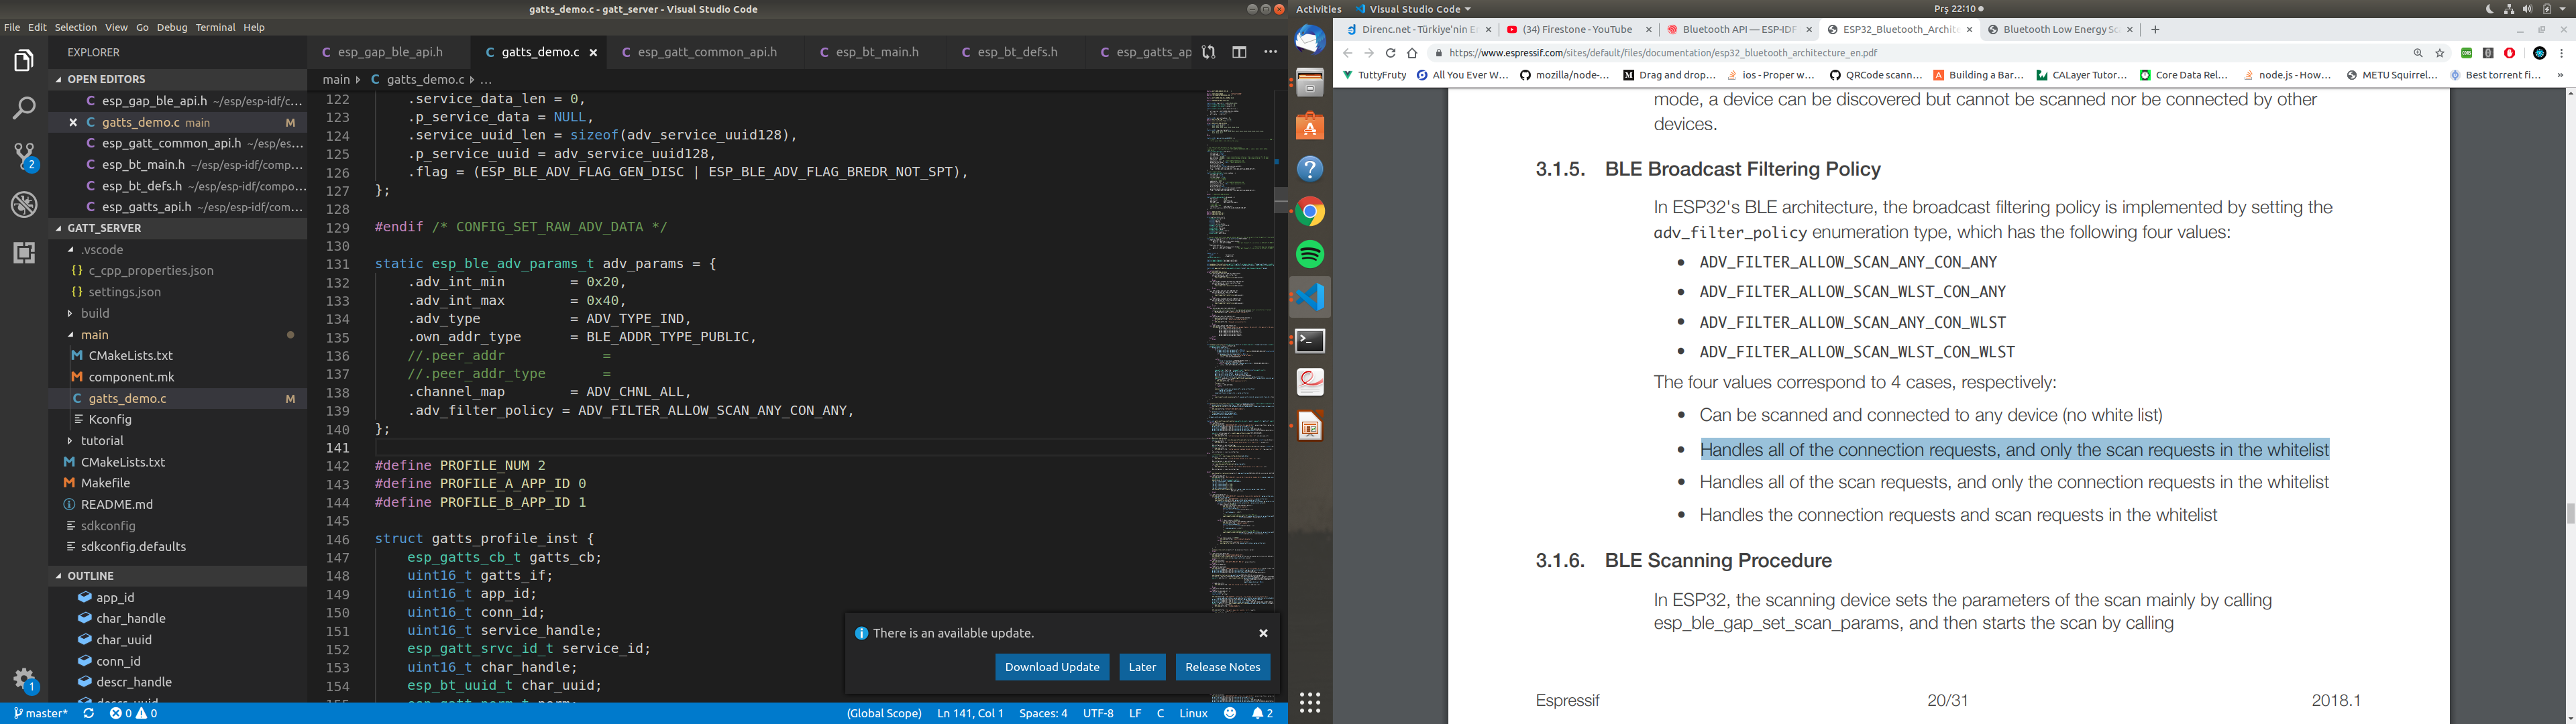 gatts_demo.c - gatt_server - Visual Studio Code
File Edit Selection View Go Debug Terminal Help
EXPLORER
OPEN EDITORS
esp_gap_ble_api.h ~/esp/esp-idf/c...
gatts_demo.c main M
esp_gatt_common_api.h ~/esp/es...
esp_bt_main.h ~/esp/esp-idf/comp...
esp_bt_defs.h ~/esp/esp-idf/compo...
esp_gatts_api.h ~/esp/esp-idf/com...
GATT_SERVER
.vscode
{} c_cpp_properties.json
{} settings.json
build
main
M CMakeLists.txt
M component.mk
C gatts_demo.c M
Kconfig
tutorial
M CMakeLists.txt
M Makefile
README.md
sdkconfig
sdkconfig.defaults
OUTLINE
app_id
char_handle
char_uuid
conn_id
descr_handle
2
1
C esp_gap_ble_api.h C gatts_demo.c C esp_gatt_common_api.h C esp_bt_main.h C esp_bt_defs.h C esp_gatts_ap
main C gatts_demo.c ...
122 .service_data_len = 0,
123 .p_service_data = NULL,
124 .service_uuid_len = sizeof(adv_service_uuid128),
125 .p_service_uuid = adv_service_uuid128,
126 .flag = (ESP_BLE_ADV_FLAG_GEN_DISC | ESP_BLE_ADV_FLAG_BREDR_NOT_SPT),
127 };
128
129 #endif /* CONFIG_SET_RAW_ADV_DATA */
130
131 static esp_ble_adv_params_t adv_params = {
132 .adv_int_min = 0x20,
133 .adv_int_max = 0x40,
134 .adv_type = ADV_TYPE_IND,
135 .own_addr_type = BLE_ADDR_TYPE_PUBLIC,
136 //.peer_addr =
137 //.peer_addr_type =
138 .channel_map = ADV_CHNL_ALL,
139 .adv_filter_policy = ADV_FILTER_ALLOW_SCAN_ANY_CON_ANY,
140 };
141
142 #define PROFILE_NUM 2
143 #define PROFILE_A_APP_ID 0
144 #define PROFILE_B_APP_ID 1
145
146 struct gatts_profile_inst {
147 esp_gatts_cb_t gatts_cb;
148 uint16_t gatts_if;
149 uint16_t app_id;
150 uint16_t conn_id;
151 uint16_t service_handle;
152 esp_gatt_srvc_id_t service_id;
153 uint16_t char_handle;
154 esp_bt_uuid_t char_uuid;
There is an available update.
Download Update Later Release Notes
master* 0 0 (Global Scope) Ln 141, Col 1 Spaces: 4 UTF-8 LF C Linux 2
Activities Visual Studio Code Prş 22:10
Direnc.net - Türkiye'nin E (34) Firestone - YouTube Bluetooth API — ESP-IDF ESP32_Bluetooth_Archite Bluetooth Low Energy Sc
https://www.espressif.com/sites/default/files/documentation/esp32_bluetooth_architecture_en.pdf
TuttyFruty All You Ever W... mozilla/node-... Drag and drop... ios - Proper w... QRCode scann... Building a Bar... CALayer Tutor... Core Data Rel... node.js - How... METU Squirrel... Best torrent fi... »
mode, a device can be discovered but cannot be scanned nor be connected by other
devices.
3.1.5. BLE Broadcast Filtering Policy
In ESP32's BLE architecture, the broadcast filtering policy is implemented by setting the
adv_filter_policy enumeration type, which has the following four values:
• ADV_FILTER_ALLOW_SCAN_ANY_CON_ANY
• ADV_FILTER_ALLOW_SCAN_WLST_CON_ANY
• ADV_FILTER_ALLOW_SCAN_ANY_CON_WLST
• ADV_FILTER_ALLOW_SCAN_WLST_CON_WLST
The four values correspond to 4 cases, respectively:
• Can be scanned and connected to any device (no white list)
• Handles all of the connection requests, and only the scan requests in the whitelist
• Handles all of the scan requests, and only the connection requests in the whitelist
• Handles the connection requests and scan requests in the whitelist
3.1.6. BLE Scanning Procedure
In ESP32, the scanning device sets the parameters of the scan mainly by calling
esp_ble_gap_set_scan_params, and then starts the scan by calling
Espressif 20/31 2018.1